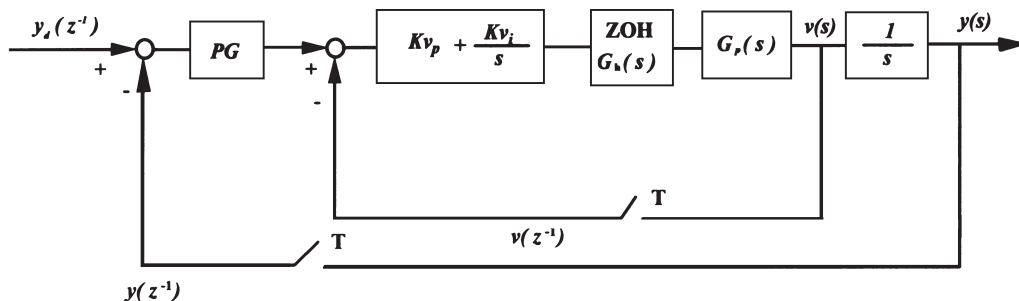 y_d(z⁻¹)
+
-
PG
+
-
Kv_p + Kv_i/s
ZOH
G_h(s)
G_p(s)
v(s)
1/s
y(s)
T
v(z⁻¹)
T
y(z⁻¹)